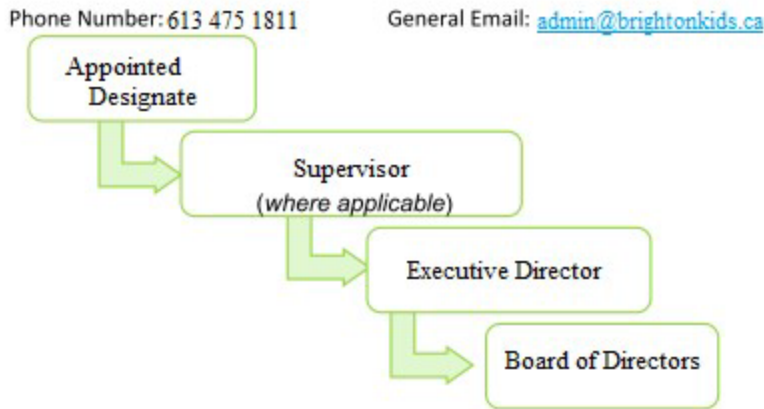 Phone Number: 613 475 1811 General Email: admin@brightonkids.ca
Appointed
Designate
Supervisor
(where applicable)
Executive Director
Board of Directors